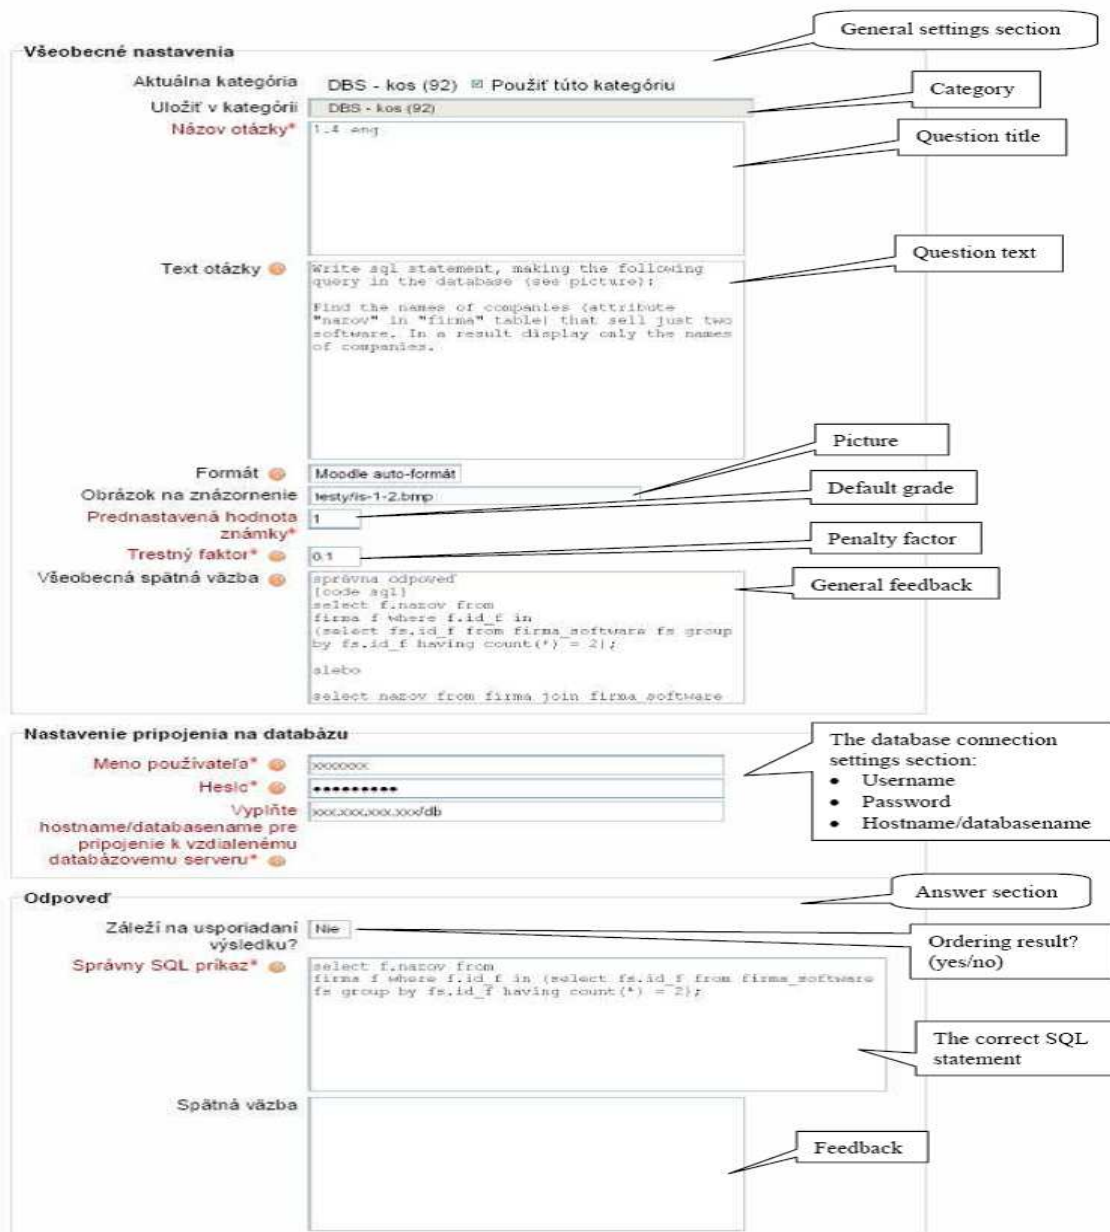 General settings section
Všeobecné nastavenia
Aktuálna kategória DBS - kos (92) Použiť túto kategóriu
Category
Uložiť v kategórii DBS - kos (92)
Názov otázky* 1.4 eng
Question title
Question text
Text otázky Write sql statement, making the following
query in the database (see picture):
Find the names of companies (attribute
"nazov" in "firma" table) that sell just two
software. In a result display only the names
of companies.
Picture
Formát Moodle auto-formát
Obrázok na znázornenie testy/is-1-2.bmp
Default grade
Prednastavená hodnota 1
známky*
Penalty factor
Trestný faktor* 0.1
Všeobecná spätná väzba správna odpoveď
General feedback
[code sql]
select f.nazov from
firma f where f.id_f in
(select fs.id_f from firma_software fs group
by fs.id_f having count(*) = 2);
alebo
select nazov from firma join firma_software
Nastavenie pripojenia na databázu
The database connection
settings section:
• Username
• Password
• Hostname/databasename
Meno používateľa* xxxxxxx
Heslo* •••••••••
Vyplňte xxx.xxx.xxx.xxx/db
hostname/databasename pre
pripojenie k vzdialenému
databázovemu serveru*
Odpoveď
Answer section
Záleží na usporiadaní Nie
výsledku?
Ordering result?
(yes/no)
Správny SQL príkaz* select f.nazov from
firma f where f.id_f in (select fs.id_f from firma_software
fs group by fs.id_f having count(*) = 2);
The correct SQL
statement
Spätná väzba
Feedback